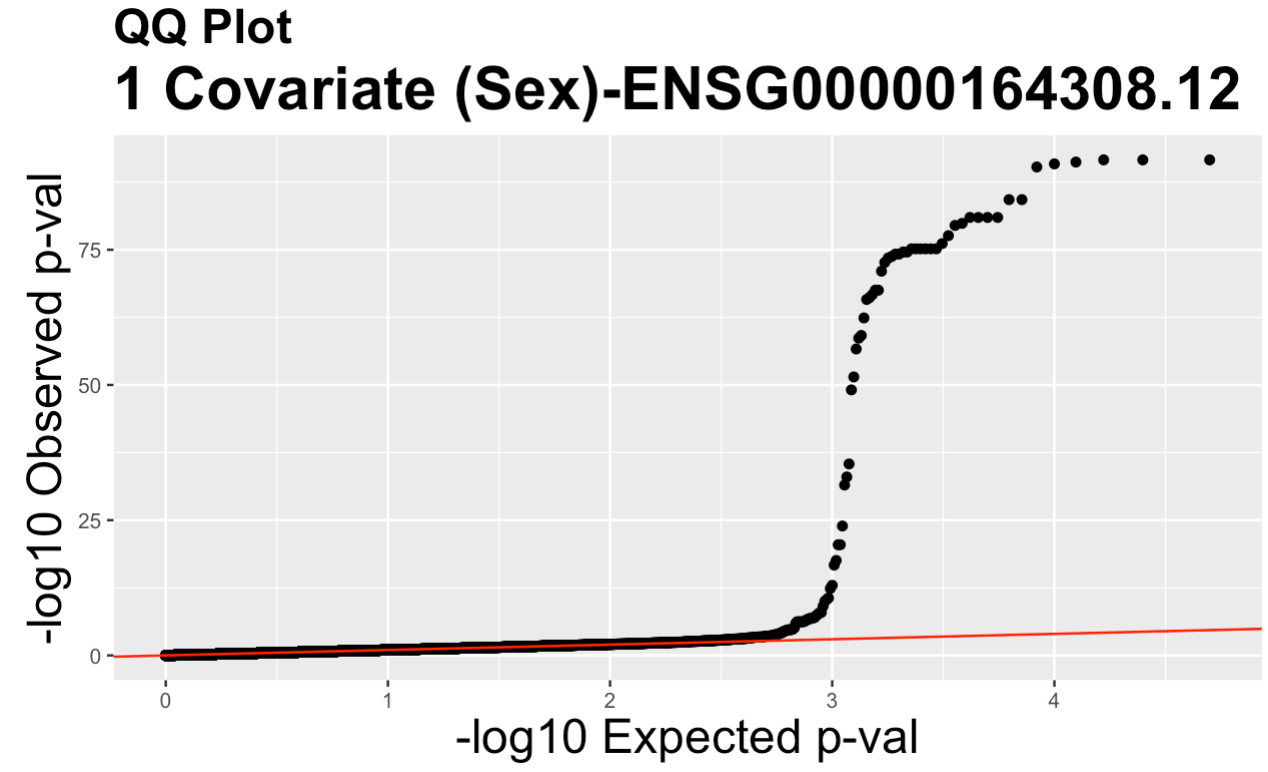 QQ Plot
1 Covariate (Sex)-ENSG00000164308.12
-log10 Observed p-val
75
50
25
0
0 1 2 3 4
-log10 Expected p-val